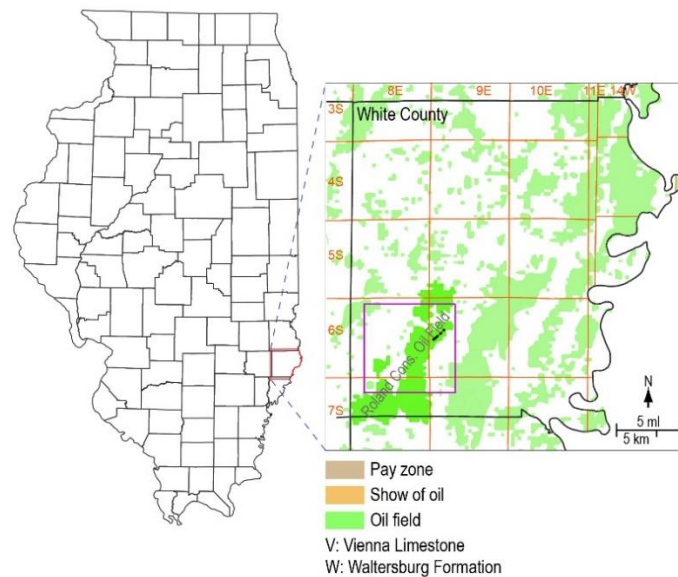 8E 9E 10E 11E 14W
3S
White County
4S
5S
6S
Roland Cons. Oil Field
7S
N
5 ml
5 km
Pay zone
Show of oil
Oil field
V: Vienna Limestone
W: Waltersburg Formation